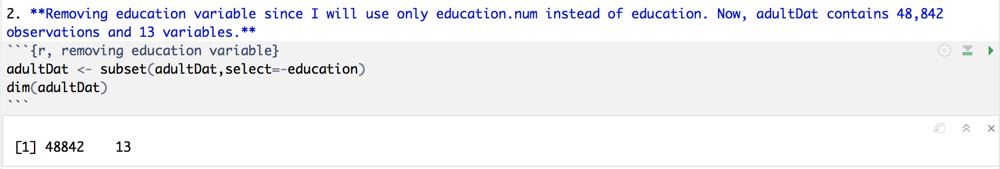 2. **Removing education variable since I will use only education.num instead of education. Now, adultDat contains 48,842
observations and 13 variables.**
```{r, removing education variable}
adultDat <- subset(adultDat,select=-education)
dim(adultDat)
```
[1] 48842    13